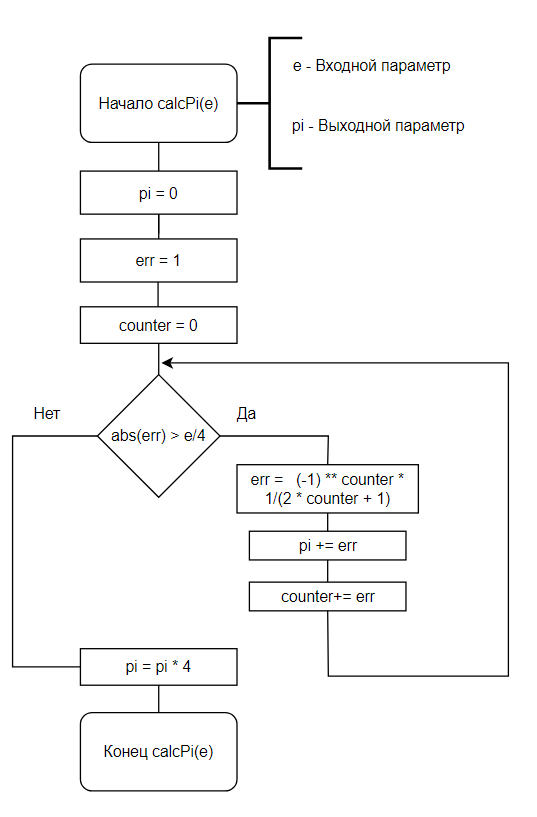 e - Входной параметр
Начало calcPi(e)
pi - Выходной параметр
pi = 0
err = 1
counter = 0
Нет
Да
abs(err) > e/4
err = (-1) ** counter *
1/(2 * counter + 1)
pi += err
counter+= err
pi = pi * 4
Конец calcPi(e)